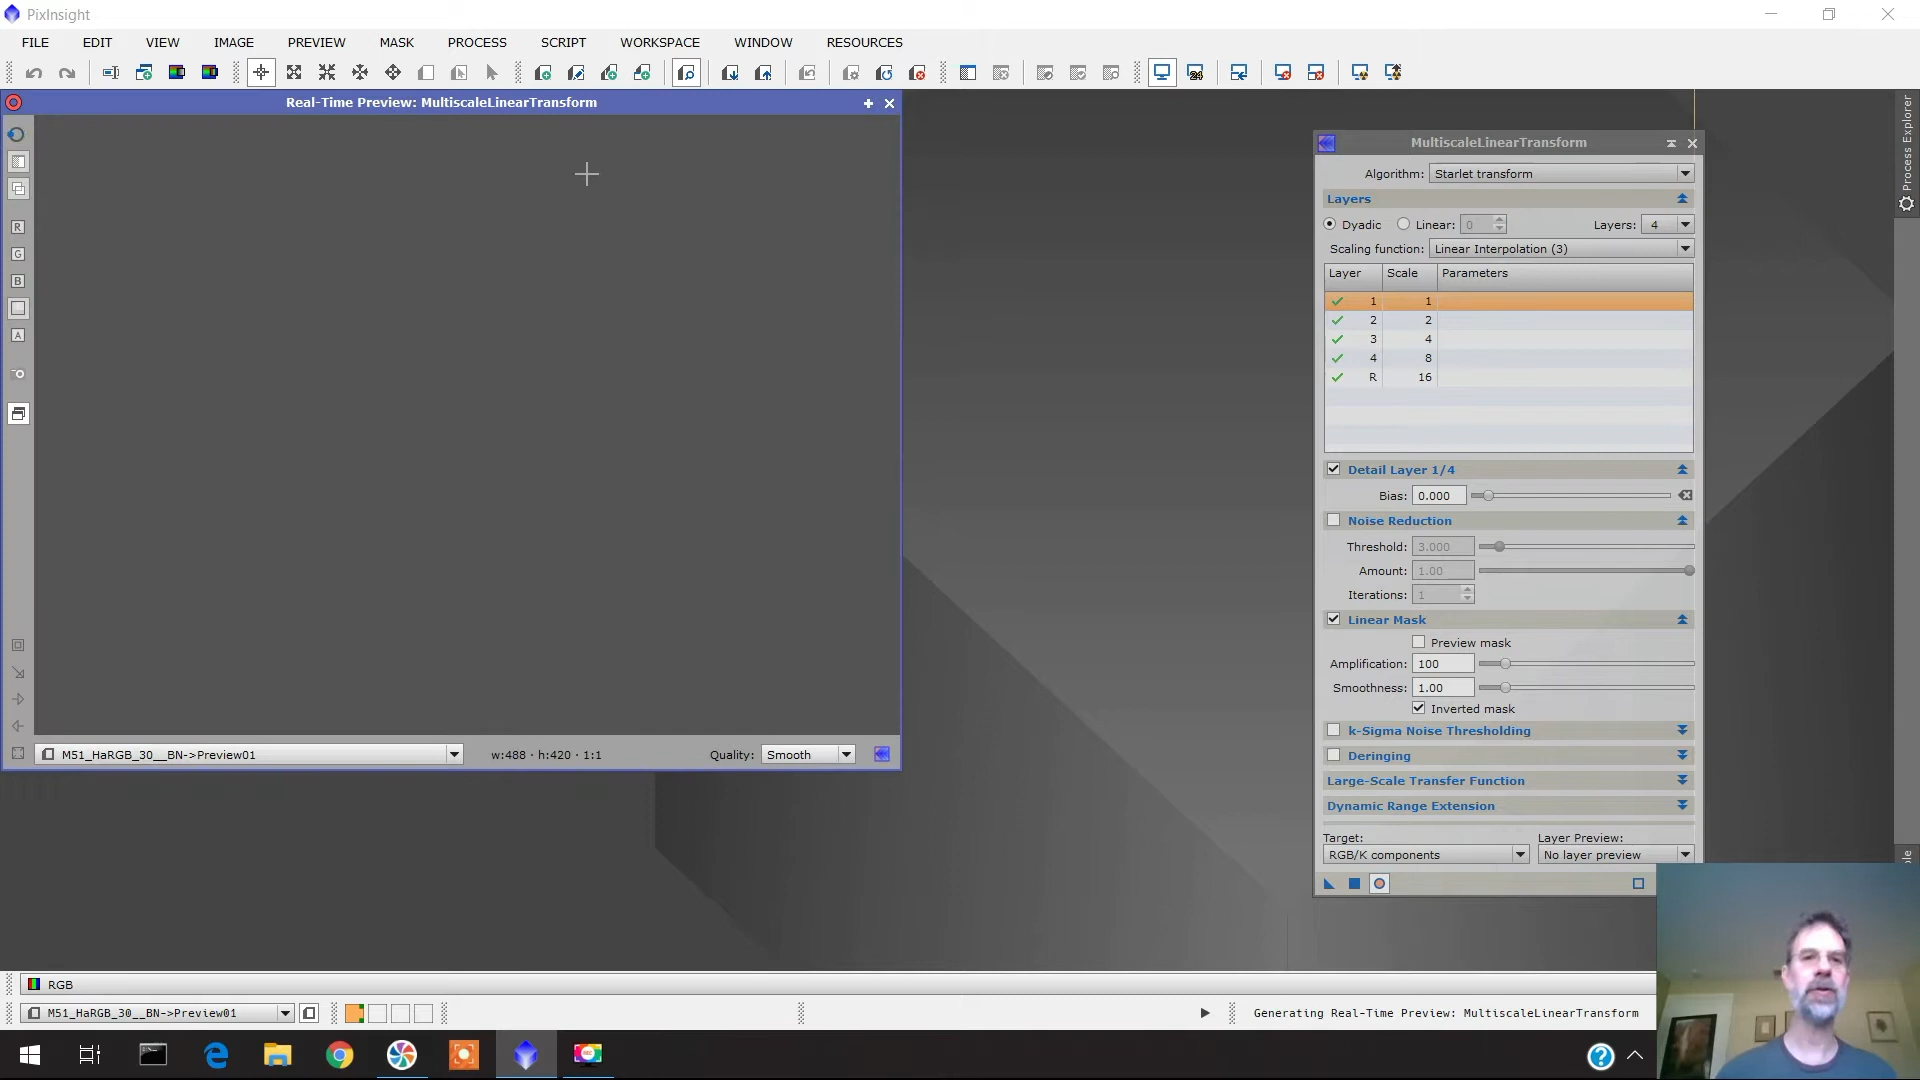 PixInsight
FILE EDIT VIEW IMAGE PREVIEW MASK PROCESS SCRIPT WORKSPACE WINDOW RESOURCES
24
Real-Time Preview: MultiscaleLinearTransform
R
G
B
A
M51_HaRGB_30__BN->Preview01 w:488 · h:420 · 1:1 Quality: Smooth
MultiscaleLinearTransform
Algorithm: Starlet transform
Layers
Dyadic Linear: 0 Layers: 4
Scaling function: Linear Interpolation (3)
Layer Scale Parameters
1 1
2 2
3 4
4 8
R 16
Detail Layer 1/4
Bias: 0.000
Noise Reduction
Threshold: 3.000
Amount: 1.00
Iterations: 1
Linear Mask
Preview mask
Amplification: 100
Smoothness: 1.00
Inverted mask
k-Sigma Noise Thresholding
Deringing
Large-Scale Transfer Function
Dynamic Range Extension
Target: Layer Preview:
RGB/K components No layer preview
Process Explorer
RGB
M51_HaRGB_30__BN->Preview01 Generating Real-Time Preview: MultiscaleLinearTransform